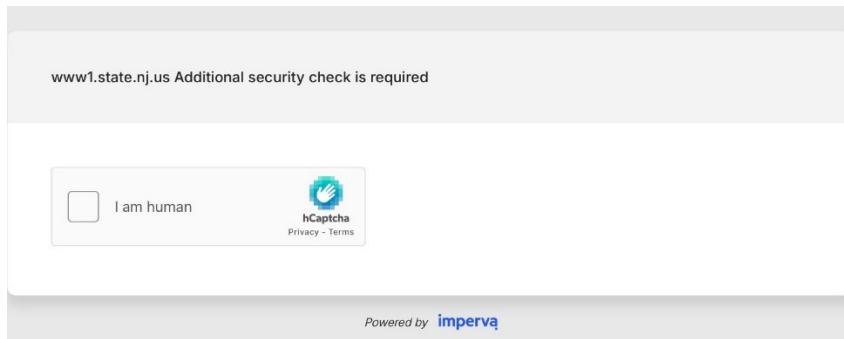 www1.state.nj.us Additional security check is required
I am human
hCaptcha
Privacy - Terms
Powered by imperva